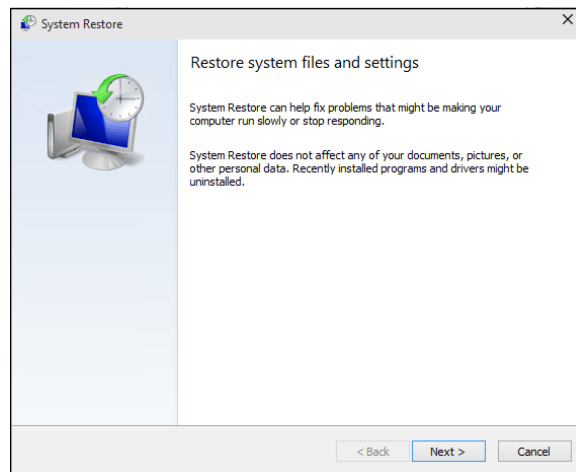 System Restore
Restore system files and settings
System Restore can help fix problems that might be making your
computer run slowly or stop responding.
System Restore does not affect any of your documents, pictures, or
other personal data. Recently installed programs and drivers might be
uninstalled.
< Back Next > Cancel